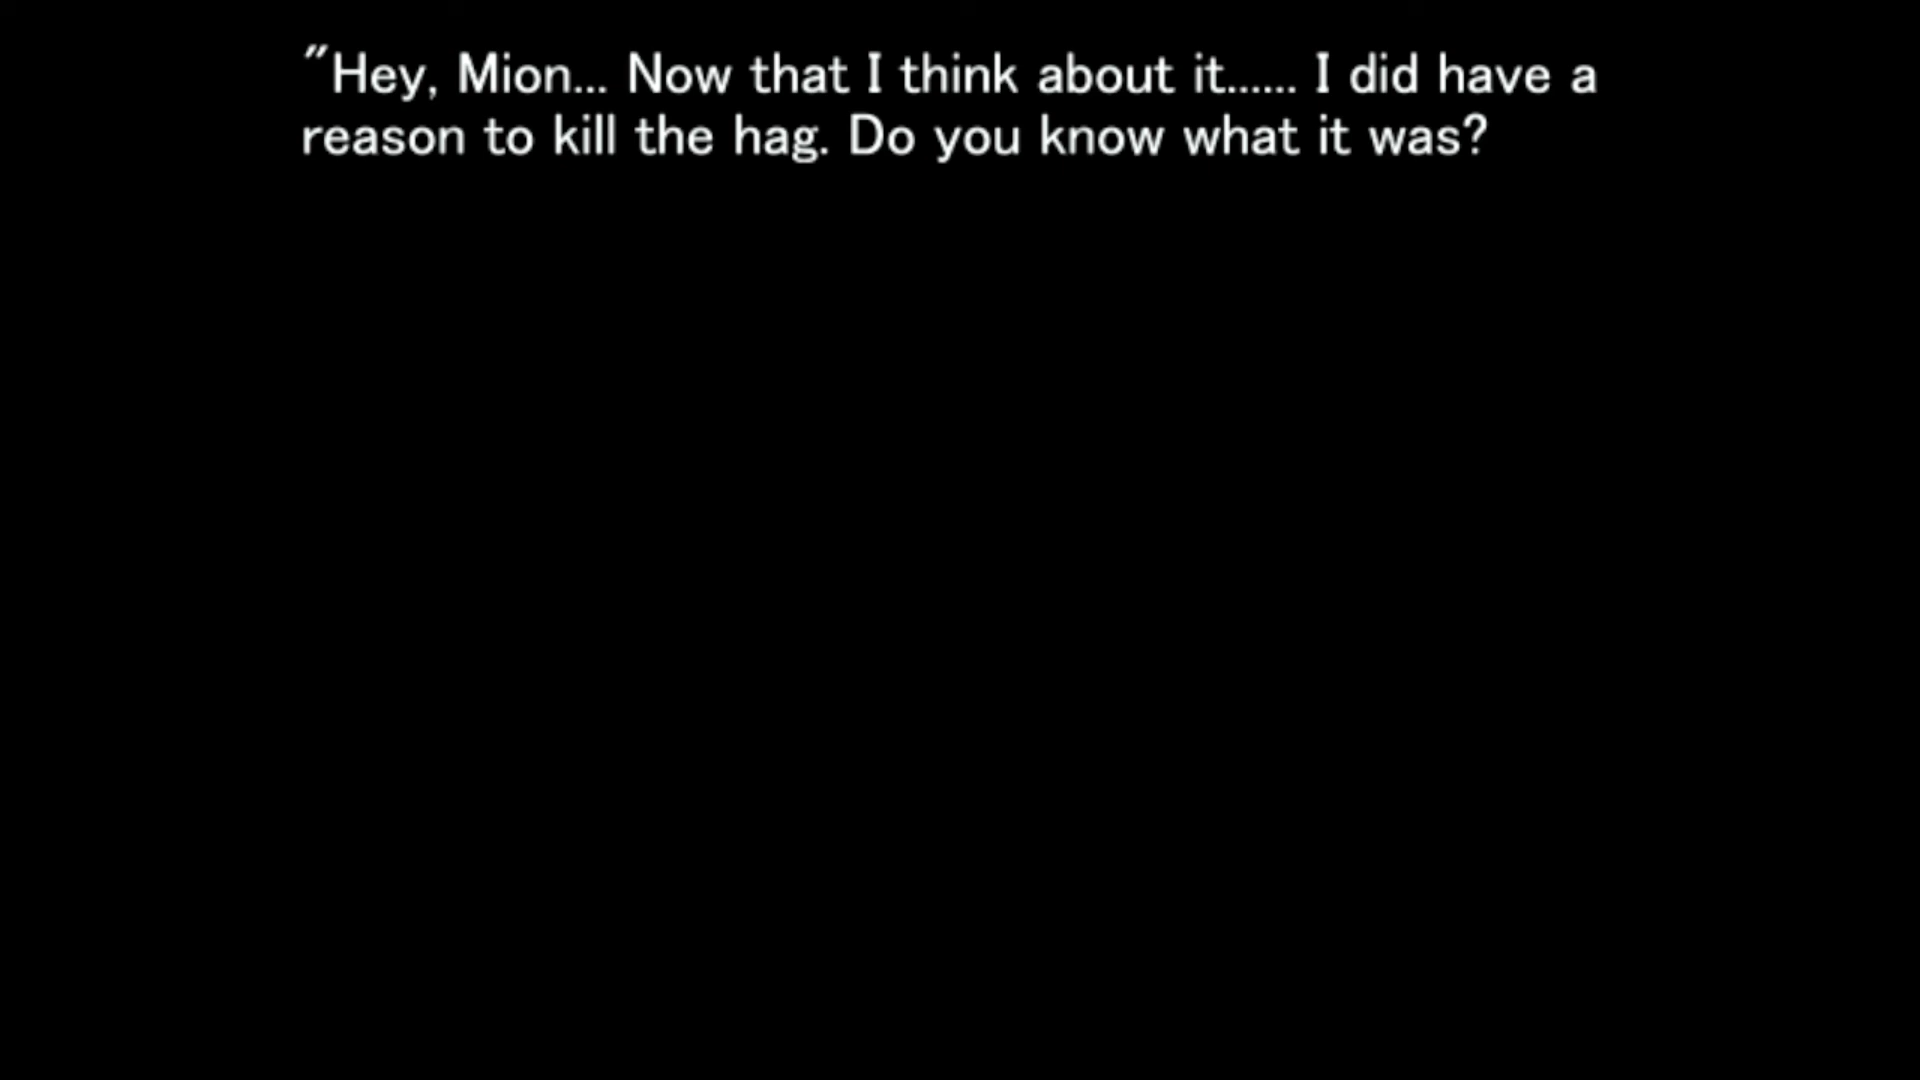 "Hey, Mion... Now that I think about it...... I did have a
reason to kill the hag. Do you know what it was?